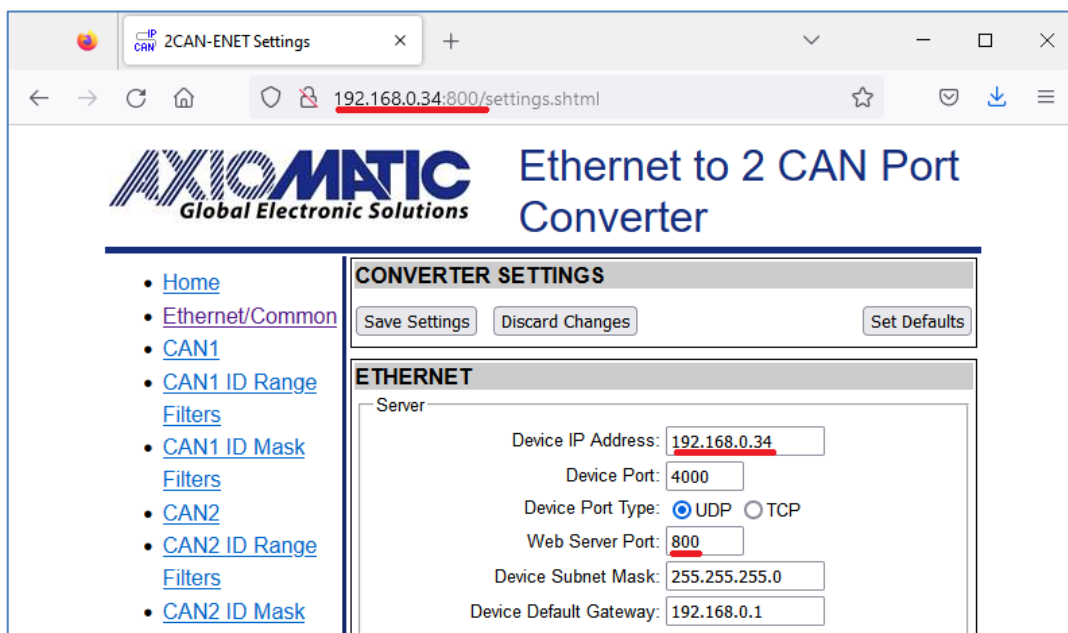 IP
CAN
2CAN-ENET Settings
192.168.0.34:800/settings.shtml
AXIOMATIC
Global Electronic Solutions
Ethernet to 2 CAN Port
Converter
Home
Ethernet/Common
CAN1
CAN1 ID Range
Filters
CAN1 ID Mask
Filters
CAN2
CAN2 ID Range
Filters
CAN2 ID Mask
CONVERTER SETTINGS
Save Settings Discard Changes Set Defaults
ETHERNET
Server
Device IP Address: 192.168.0.34
Device Port: 4000
Device Port Type: UDP TCP
Web Server Port: 800
Device Subnet Mask: 255.255.255.0
Device Default Gateway: 192.168.0.1